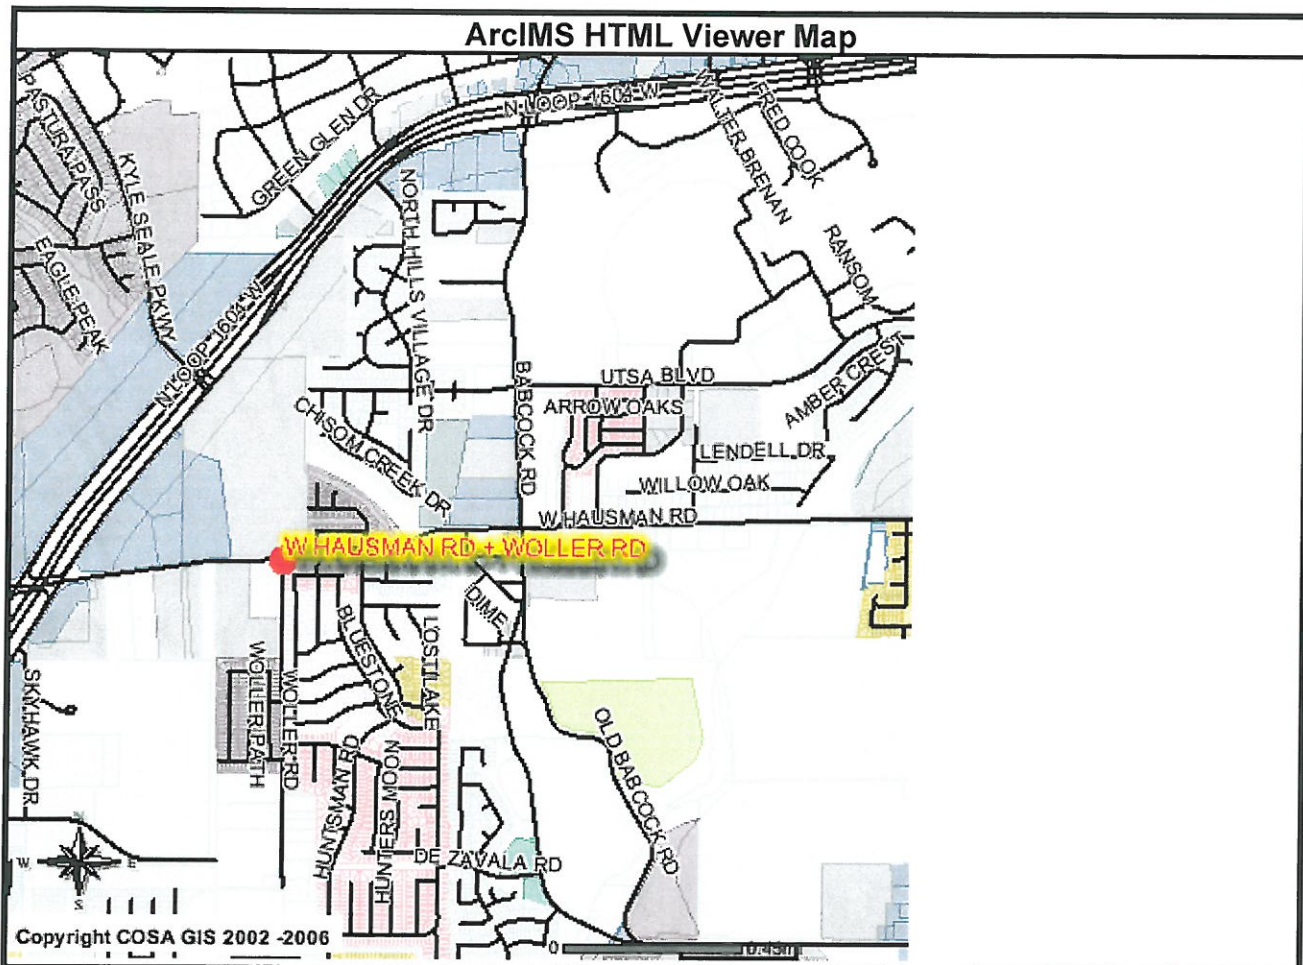 ArcIMS HTML Viewer Map
N LOOP 1604 W
WALTER BRENAN
FRED COOK
PASTURA PASS
KYLE SEALE PKWY
GREEN GLEN DR
NORTH HILLS VILLAGE DR
EAGLE PEAK
RANSOM
N LOOP 1604 W
BABCOCK RD
UTSA BLVD
AMBER CREST
ARROW OAKS
CHISOM CREEK DR
LENDELL DR
WILLOW OAK
W HAUSMAN RD
W HAUSMAN RD + WOLLER RD
DIME
BLUESTONE
LOST LAKE
WOLLER PATH
WOLLER RD
SKYHAWK DR
OLD BABCOCK RD
HUNTSMAN RD
HUNTERS MOON
DE ZAVALA RD
W
E
S
Copyright COSA GIS 2002 -2006
0
0.45m